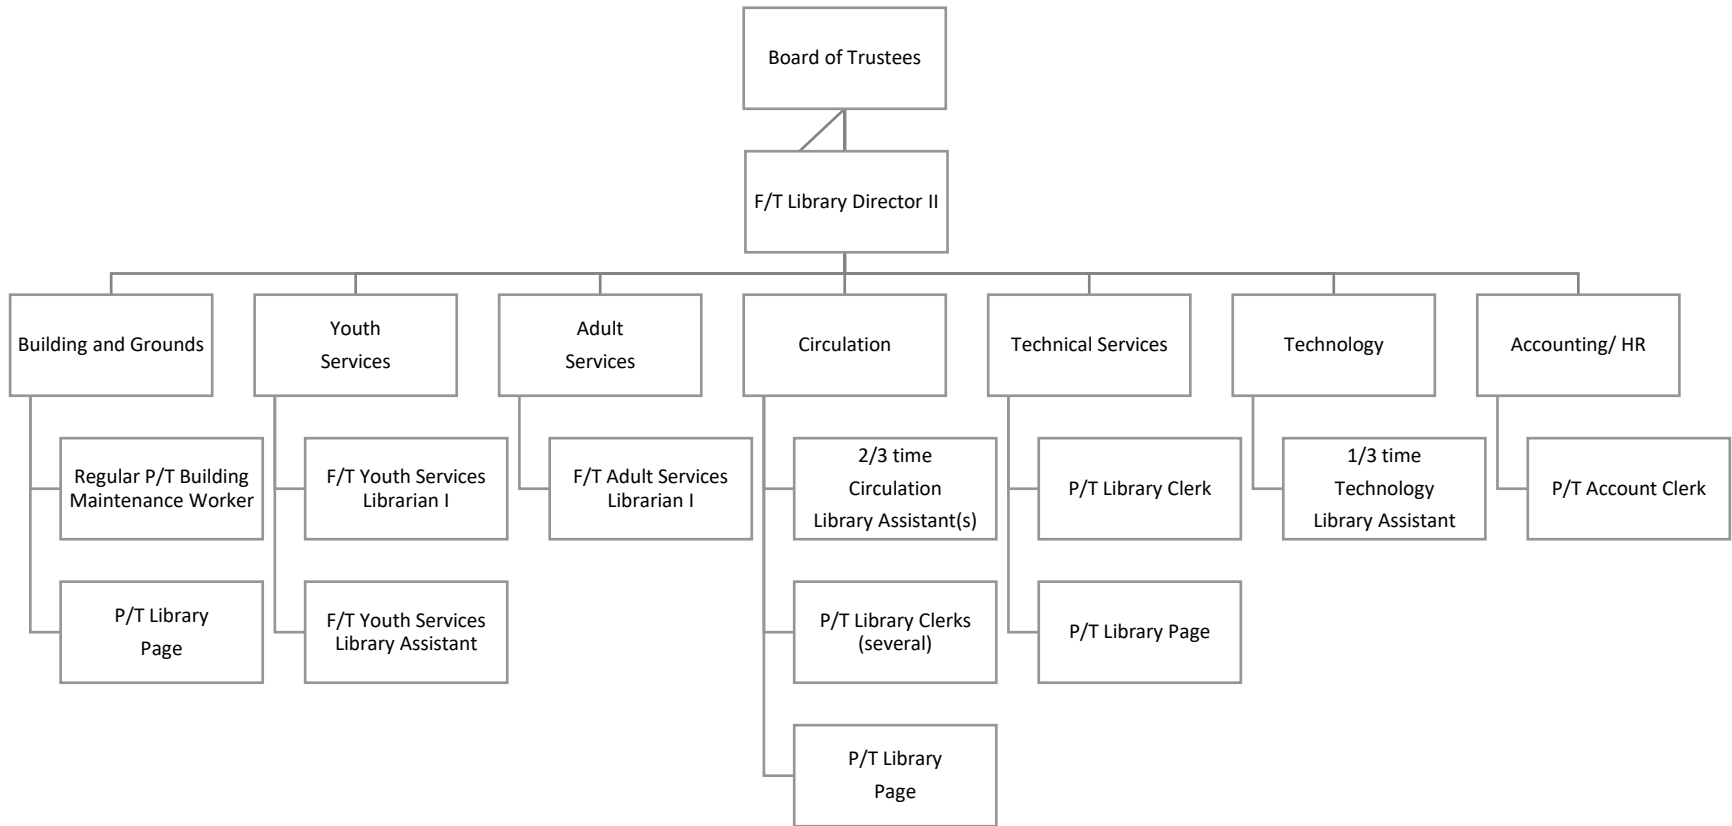 Board of Trustees
F/T Library Director II
Building and Grounds
Youth
Services
Adult
Services
Circulation
Technical Services
Technology
Accounting/ HR
Regular P/T Building
Maintenance Worker
F/T Youth Services
Librarian I
F/T Adult Services
Librarian I
2/3 time
Circulation
Library Assistant(s)
P/T Library Clerk
1/3 time
Technology
Library Assistant
P/T Account Clerk
P/T Library
Page
F/T Youth Services
Library Assistant
P/T Library Clerks
(several)
P/T Library Page
P/T Library
Page